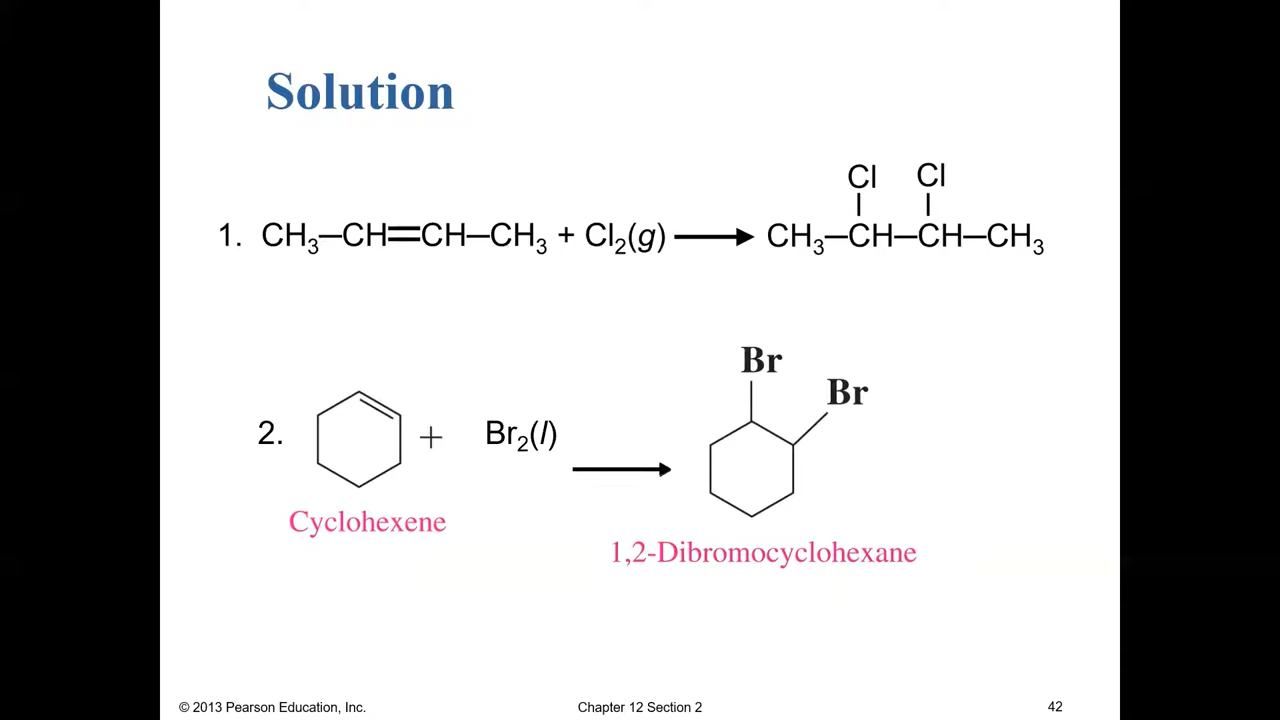 Solution
Cl Cl
1. CH₃–CH=CH–CH₃ + Cl₂(g) → CH₃–CH–CH–CH₃
Br
Br
2. + Br₂(l) →
Cyclohexene
1,2-Dibromocyclohexane
© 2013 Pearson Education, Inc. Chapter 12 Section 2 42